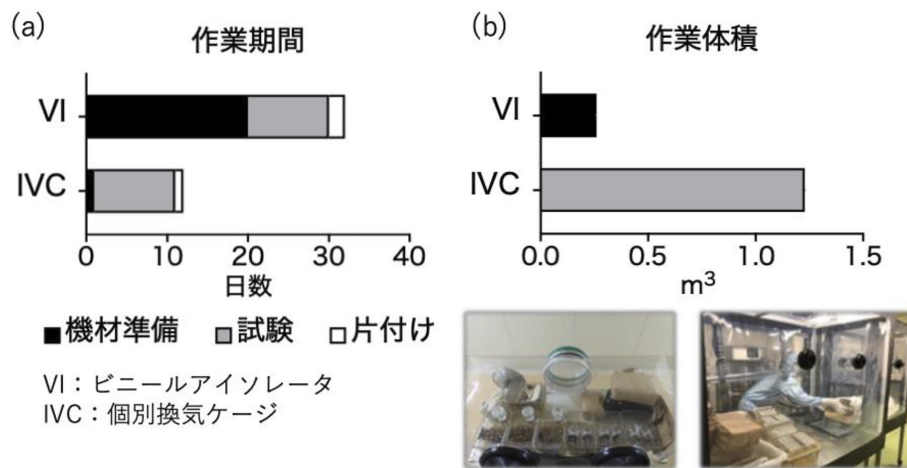 (a)
作業期間
VI
IVC
0 10 20 30 40
日数
■機材準備 ■試験 □片付け
VI：ビニールアイソレータ
IVC：個別換気ケージ
(b)
作業体積
VI
IVC
0.0 0.5 1.0 1.5
m³